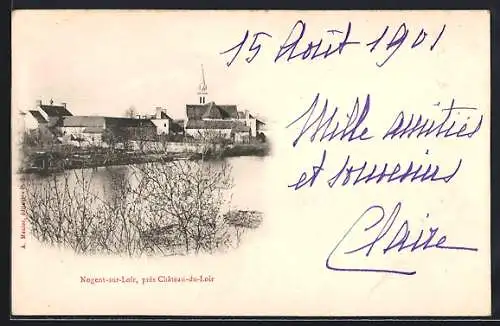 15 Août 1901
Mille amitiés
et souvenirs
Claire
Nogent-sur-Loir, près Château-du-Loir